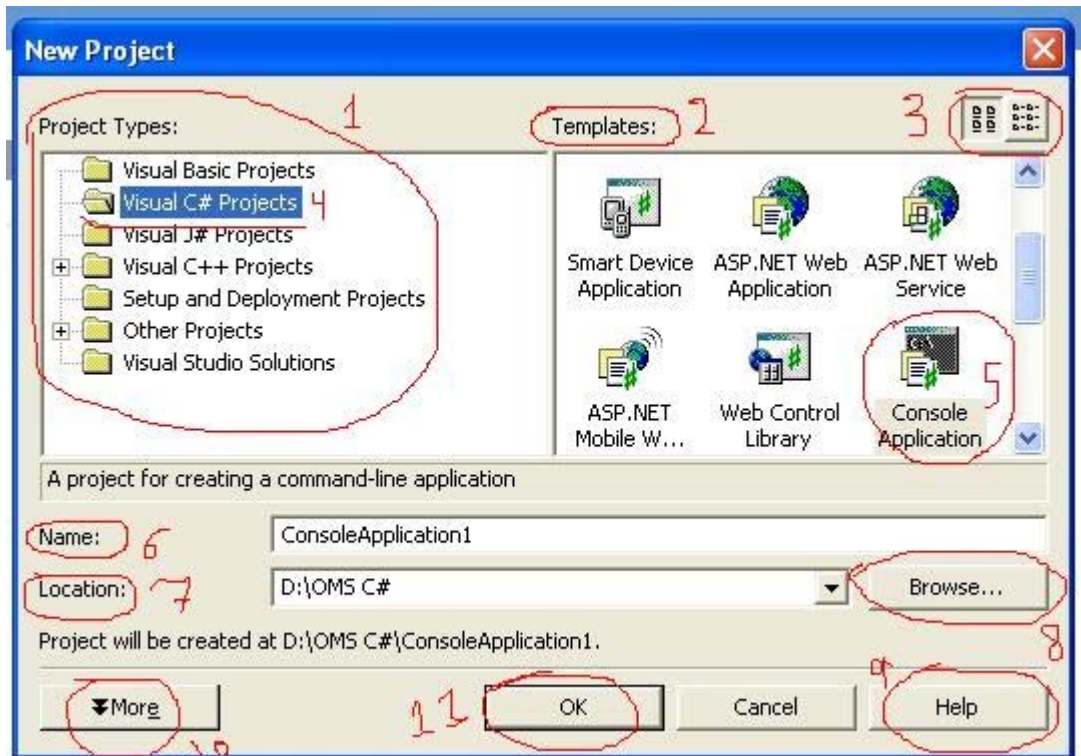 New Project
1
Project Types:
Templates:
2
3
Visual Basic Projects
Visual C# Projects
4
Visual J# Projects
Visual C++ Projects
Setup and Deployment Projects
Other Projects
Visual Studio Solutions
Smart Device Application
ASP.NET Web Application
ASP.NET Web Service
ASP.NET Mobile W...
Web Control Library
Console Application
5
A project for creating a command-line application
Name:
6
ConsoleApplication1
Location:
7
D:\OMS C#
Browse...
8
Project will be created at D:\OMS C#\ConsoleApplication1.
More
10
11
OK
Cancel
9
Help